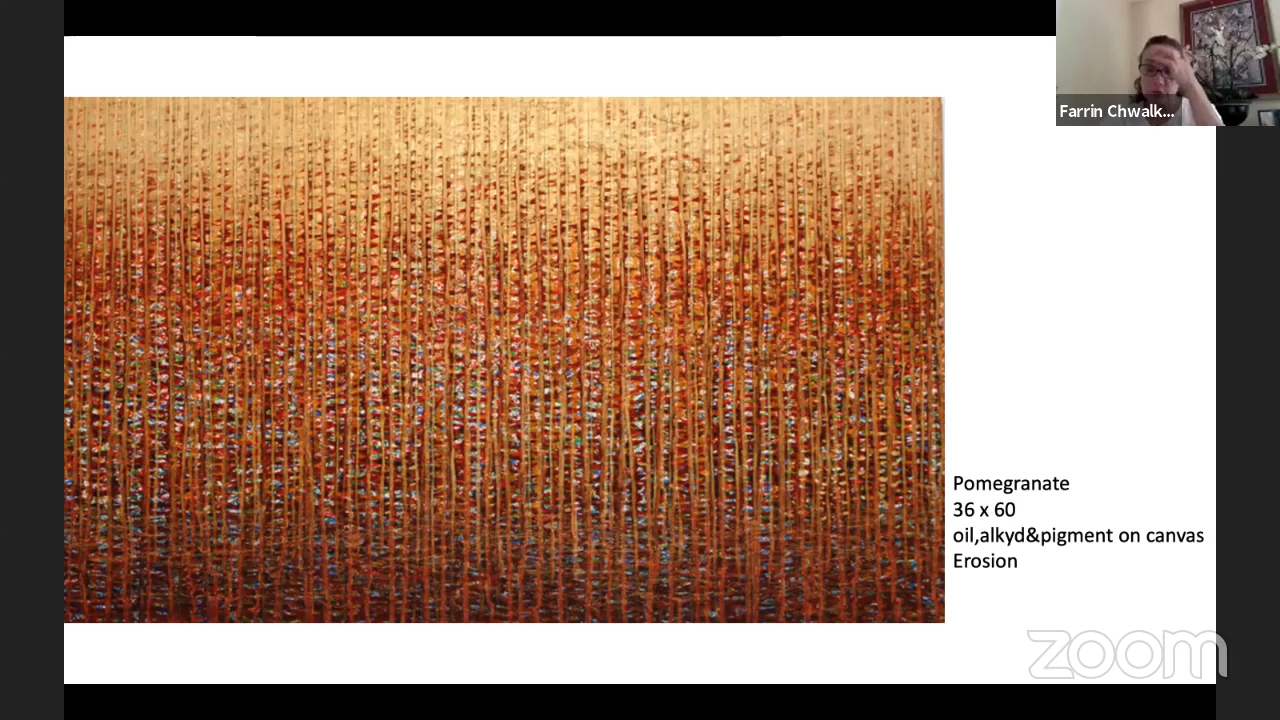 Farrin Chwalk...
Pomegranate
36 x 60
oil,alkyd&pigment on canvas
Erosion
zoom